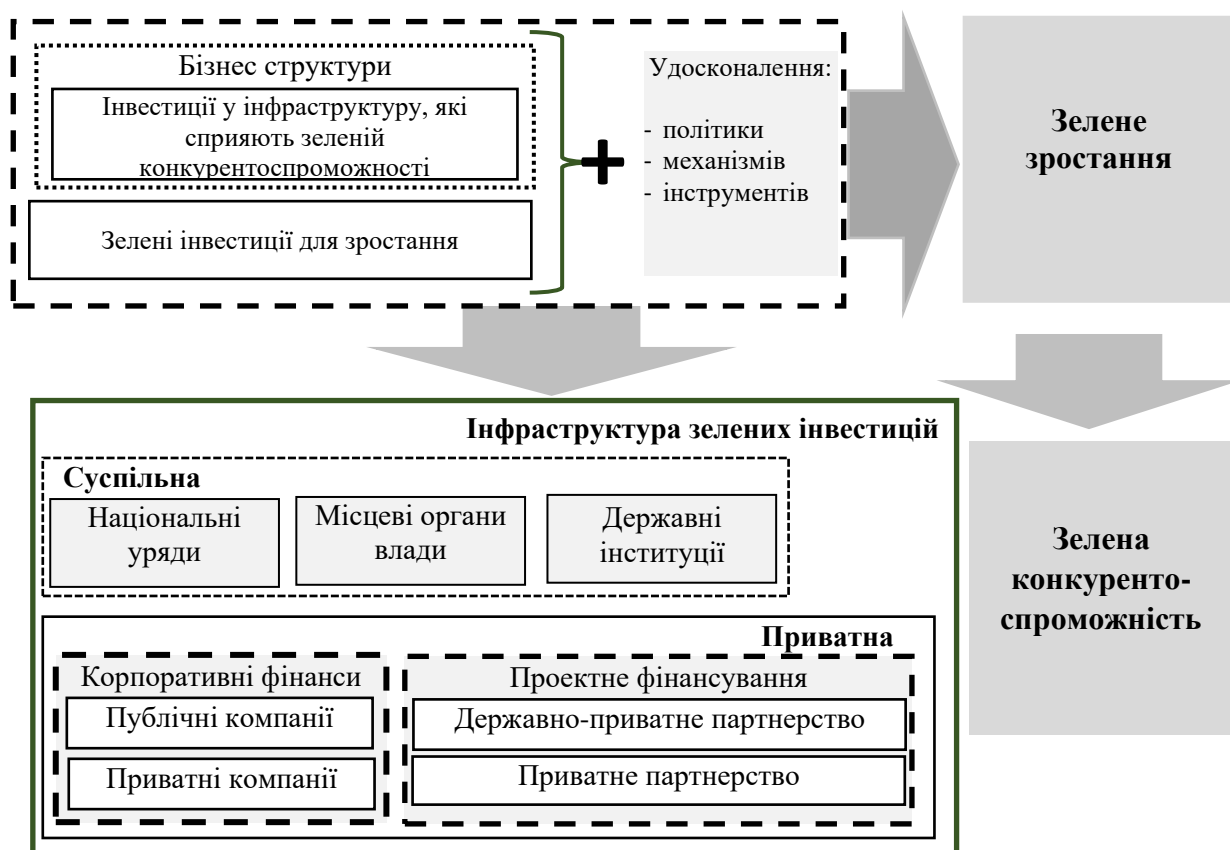 Бізнес структури
Інвестиції у інфраструктуру, які
сприяють зеленій
конкурентоспроможності
Зелені інвестиції для зростання
Удосконалення:
- політики
- механізмів
- інструментів
Зелене
зростання
Інфраструктура зелених інвестицій
Суспільна
Національні
уряди
Місцеві органи
влади
Державні
інституції
Приватна
Корпоративні фінанси
Публічні компанії
Приватні компанії
Проектне фінансування
Державно-приватне партнерство
Приватне партнерство
Зелена
конкуренто-
спроможність